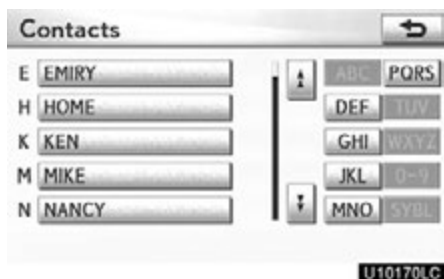 Contacts
E EMIRY ABC PQRS
H HOME DEF TUV
K KEN GHI WXYZ
M MIKE JKL 0-9
N NANCY MNO SYBL
U10170LC